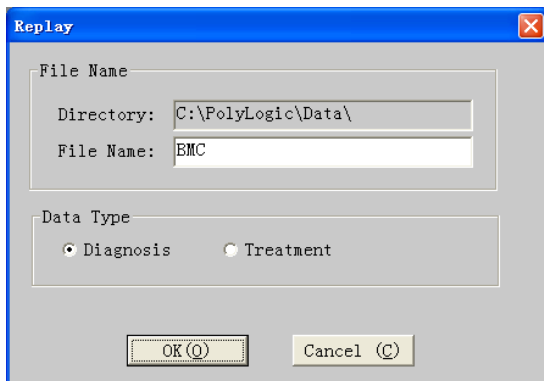 Replay
File Name
Directory: C:\PolyLogic\Data\
File Name: BMC
Data Type
Diagnosis Treatment
OK(O) Cancel (C)